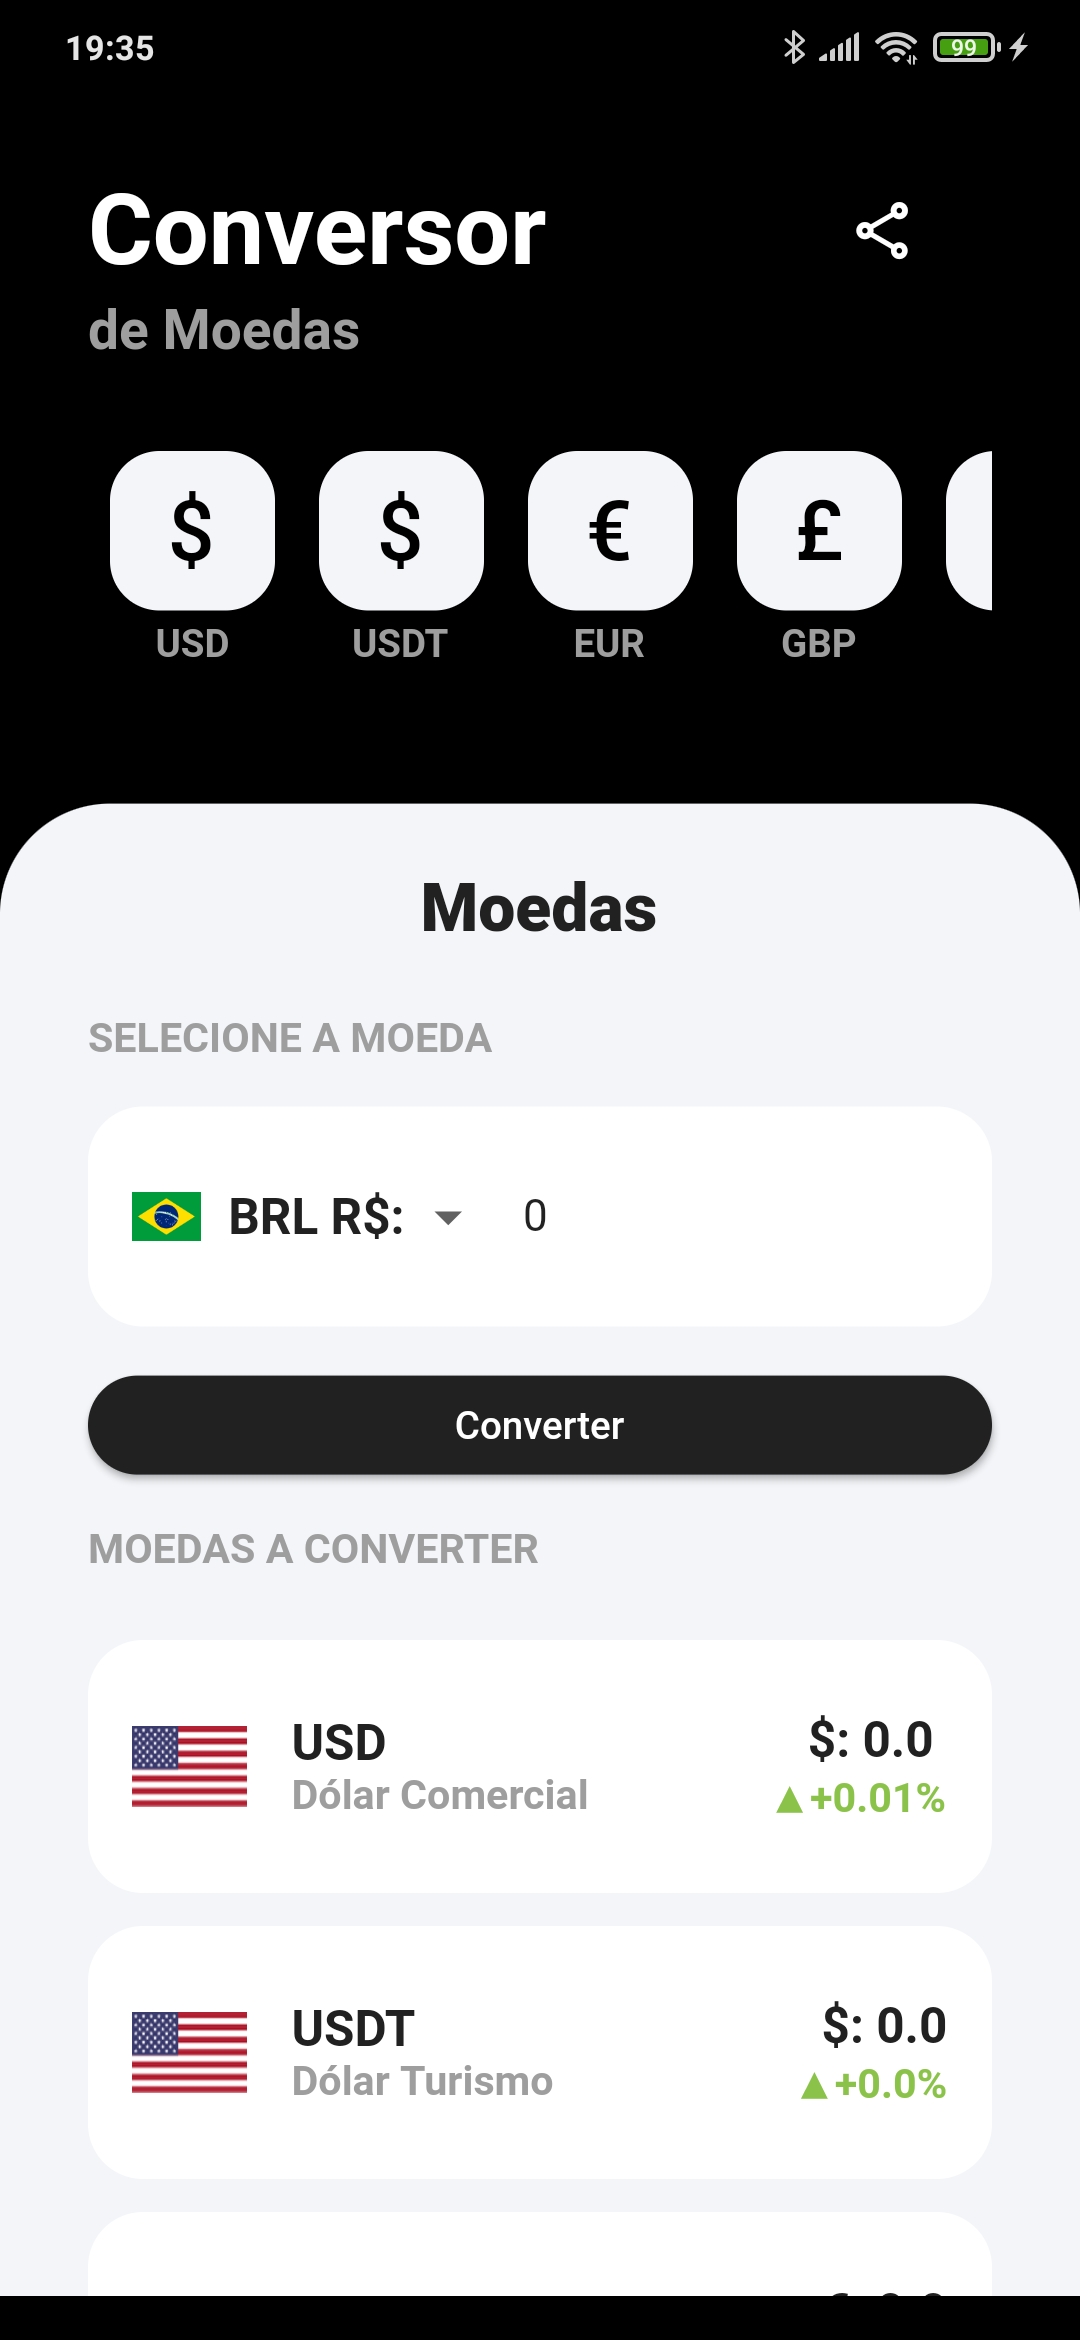 19:35
99
Conversor
de Moedas
$ $ € £
USD USDT EUR GBP
Moedas
SELECIONE A MOEDA
BRL R$: 0
Converter
MOEDAS A CONVERTER
USD $: 0.0
Dólar Comercial ▲+0.01%
USDT $: 0.0
Dólar Turismo ▲+0.0%